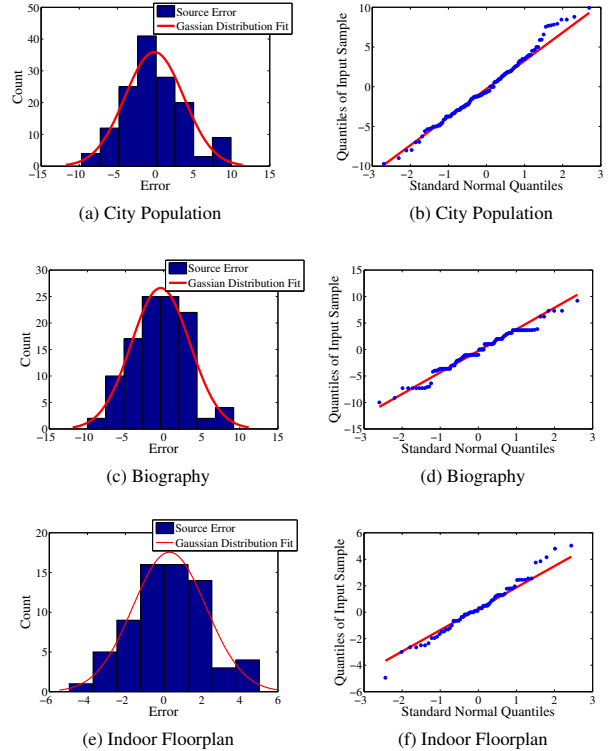 50
Source Error
Gassian Distribution Fit
40
30
20
10
0
−15 −10 −5 0 5 10 15
Count
Error
(a) City Population
10
5
0
−5
−10
−3 −2 −1 0 1 2 3
Quantiles of Input Sample
Standard Normal Quantiles
(b) City Population
30
Source Error
Gassian Distribution Fit
25
20
15
10
5
0
−15 −10 −5 0 5 10 15
Count
Error
(c) Biography
15
10
5
0
−5
−10
−15
−3 −2 −1 0 1 2 3
Quantiles of Input Sample
Standard Normal Quantiles
(d) Biography
20
Source Error
Gaussian Distribution Fit
15
10
5
0
−6 −4 −2 0 2 4 6
Count
Error
(e) Indoor Floorplan
6
4
2
0
−2
−4
−6
−3 −2 −1 0 1 2 3
Quantiles of Input Sample
Standard Normal Quantiles
(f) Indoor Floorplan